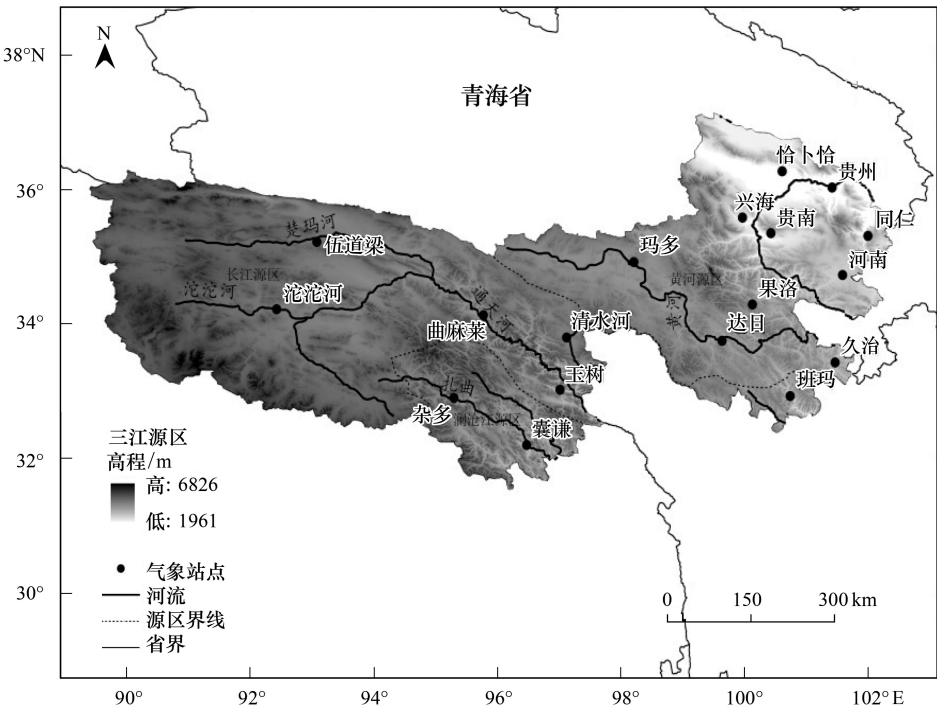 38°N
N
青海省
恰卜恰
贵州
36°
兴海
贵南
同仁
楚玛河
伍道梁
玛多
河南
长江源区
黄河源区
沱沱河
沱沱河
果洛
通天河
黄河
34°
曲麻莱
清水河
达日
久治
玉树
班玛
扎曲
杂多
澜沧江源区
囊谦
三江源区
高程/m
32°
高: 6826
低: 1961
气象站点
30°
河流
0 150 300 km
源区界线
省界
90° 92° 94° 96° 98° 100° 102° E